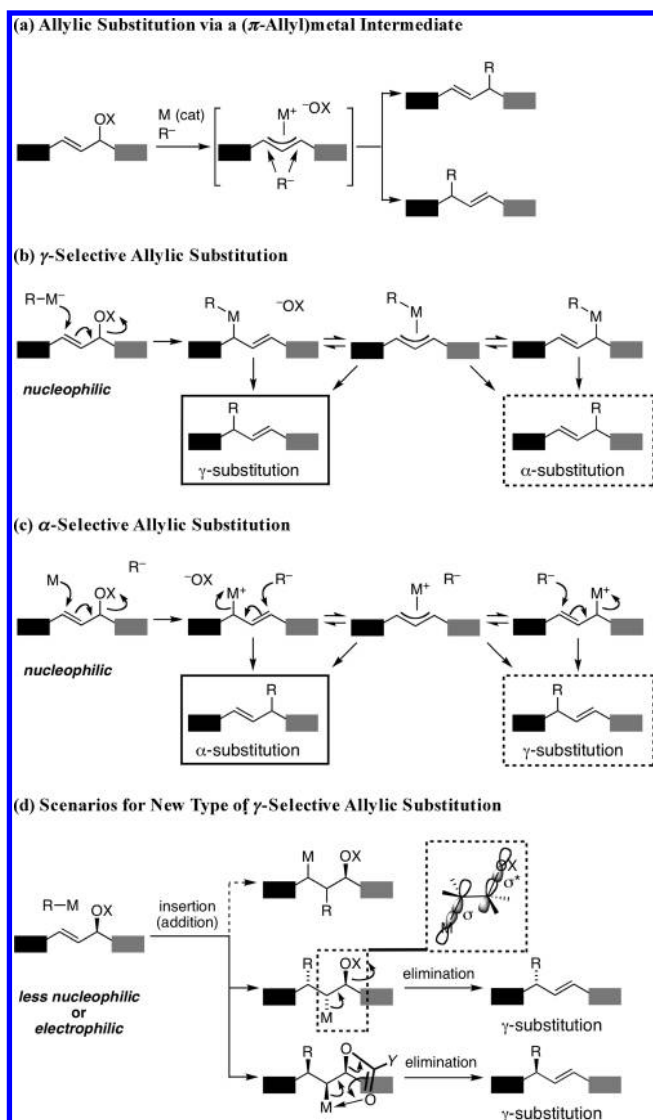 (a) Allylic Substitution via a (π-Allyl)metal Intermediate
OX
M (cat)
R⁻
M⁺ ⁻OX
R⁻
R
R
(b) γ-Selective Allylic Substitution
R–M⁻
OX
nucleophilic
R
M
⁻OX
R
M
R
M
R
γ-substitution
R
α-substitution
(c) α-Selective Allylic Substitution
M
OX
R⁻
nucleophilic
⁻OX
M⁺
R⁻
M⁺
R⁻
R⁻
M⁺
R
α-substitution
R
γ-substitution
(d) Scenarios for New Type of γ-Selective Allylic Substitution
R–M
OX
less nucleophilic
or
electrophilic
insertion
(addition)
M
OX
R
OX
σ*
σ
M
R
OX
M
elimination
R
γ-substitution
R
O
Y
M
O
elimination
R
γ-substitution